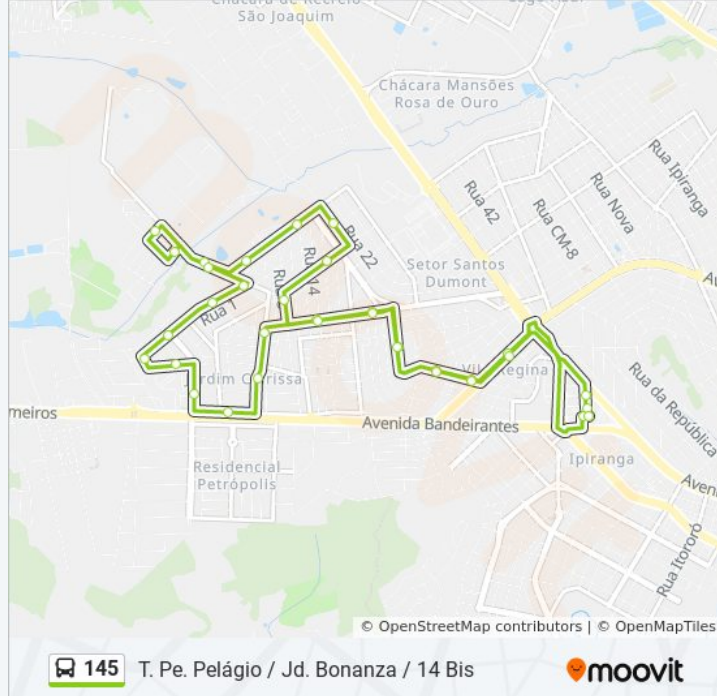 Chácara de Recreio
São Joaquim
Chácara Mansões
Rosa de Ouro
Rua Ipiranga
Rua 42
Rua Nova
Rua CM-8
Rua 22
Rua 14
Setor Santos
Dumont
Rua 1
Vila Regina
Jardim Clarissa
meiros
Avenida Bandeirantes
Rua da República
Ipiranga
Residencial
Petrópolis
Aveni
Rua Itororó
© OpenStreetMap contributors | © OpenMapTiles
145 T. Pe. Pelágio / Jd. Bonanza / 14 Bis
moovit